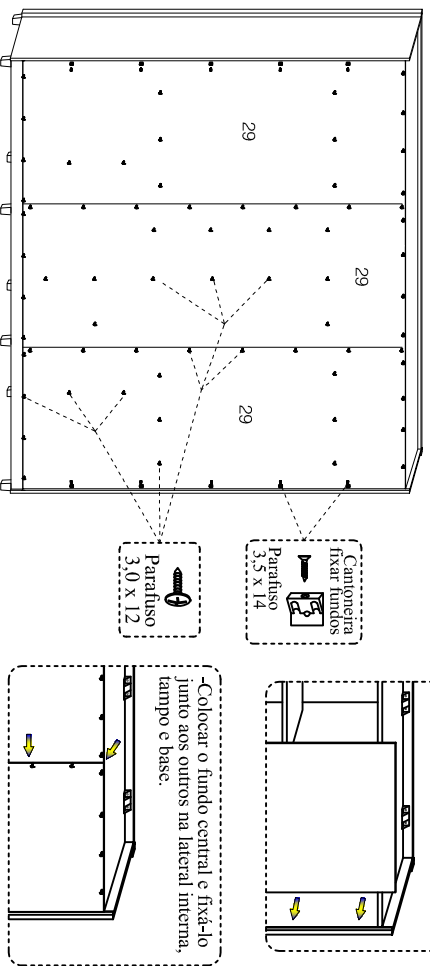 29
29
29
Cantoneira
fixar fundos
Parafuso
3,5 x 14
Parafuso
3,0 x 12
-Colocar o fundo central e fixá-lo
junto aos outros na lateral interna,
tampo e base.